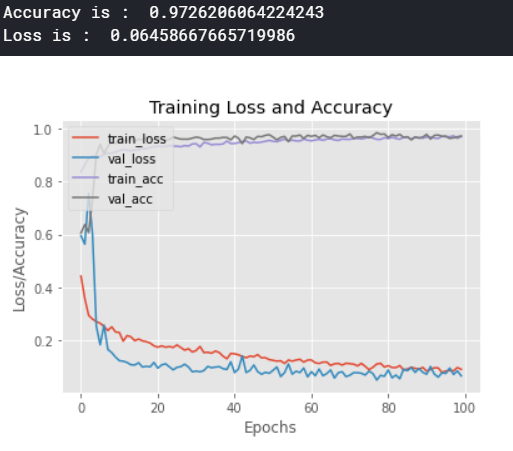 Accuracy is :  0.9726206064224243
Loss is :  0.06458667665719986
Training Loss and Accuracy
1.0
0.8
0.6
0.4
0.2
Loss/Accuracy
train_loss
val_loss
train_acc
val_acc
0 20 40 60 80 100
Epochs